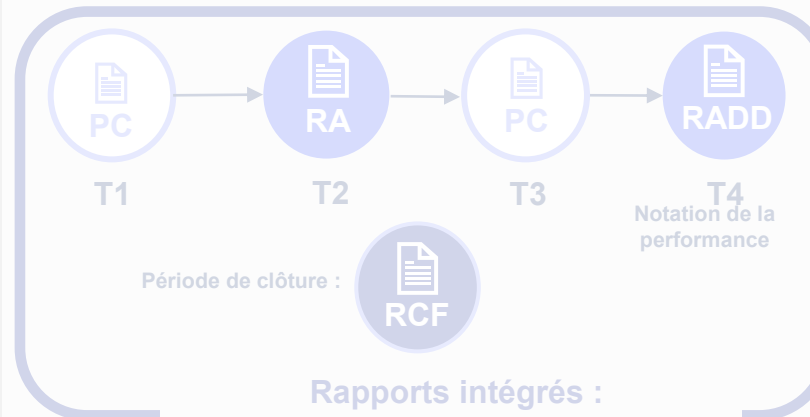 PC
RA
PC
RADD
T1
T2
T3
T4
Notation de la
performance
Période de clôture :
RCF
Rapports intégrés :